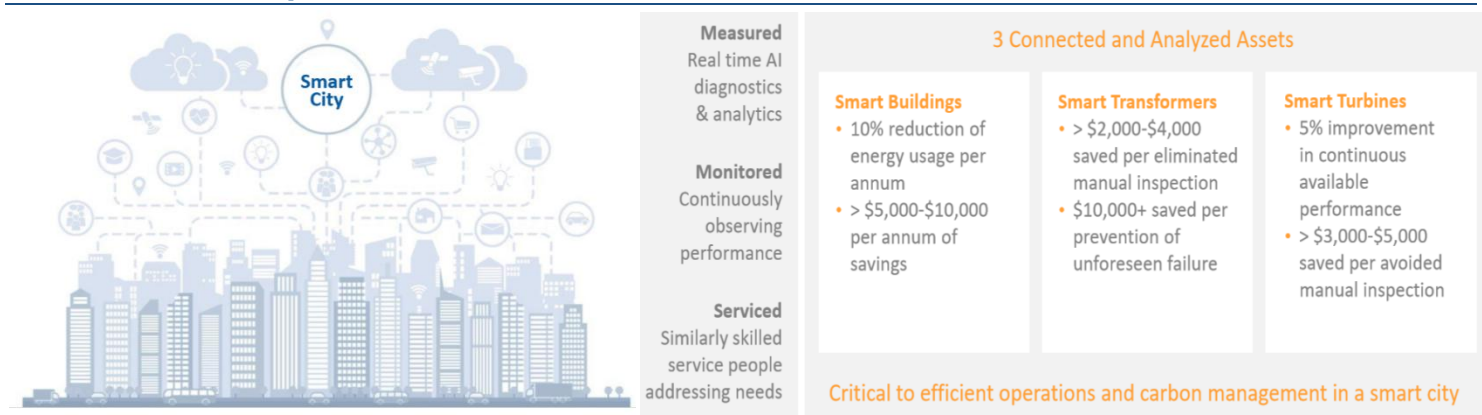 Smart
City
Measured
Real time AI
diagnostics
& analytics
Monitored
Continuously
observing
performance
Serviced
Similarly skilled
service people
addressing needs
3 Connected and Analyzed Assets
Smart Buildings
• 10% reduction of
energy usage per
annum
• > $5,000-$10,000
per annum of
savings
Smart Transformers
• > $2,000-$4,000
saved per eliminated
manual inspection
• $10,000+ saved per
prevention of
unforeseen failure
Smart Turbines
• 5% improvement
in continuous
available
performance
• > $3,000-$5,000
saved per avoided
manual inspection
Critical to efficient operations and carbon management in a smart city